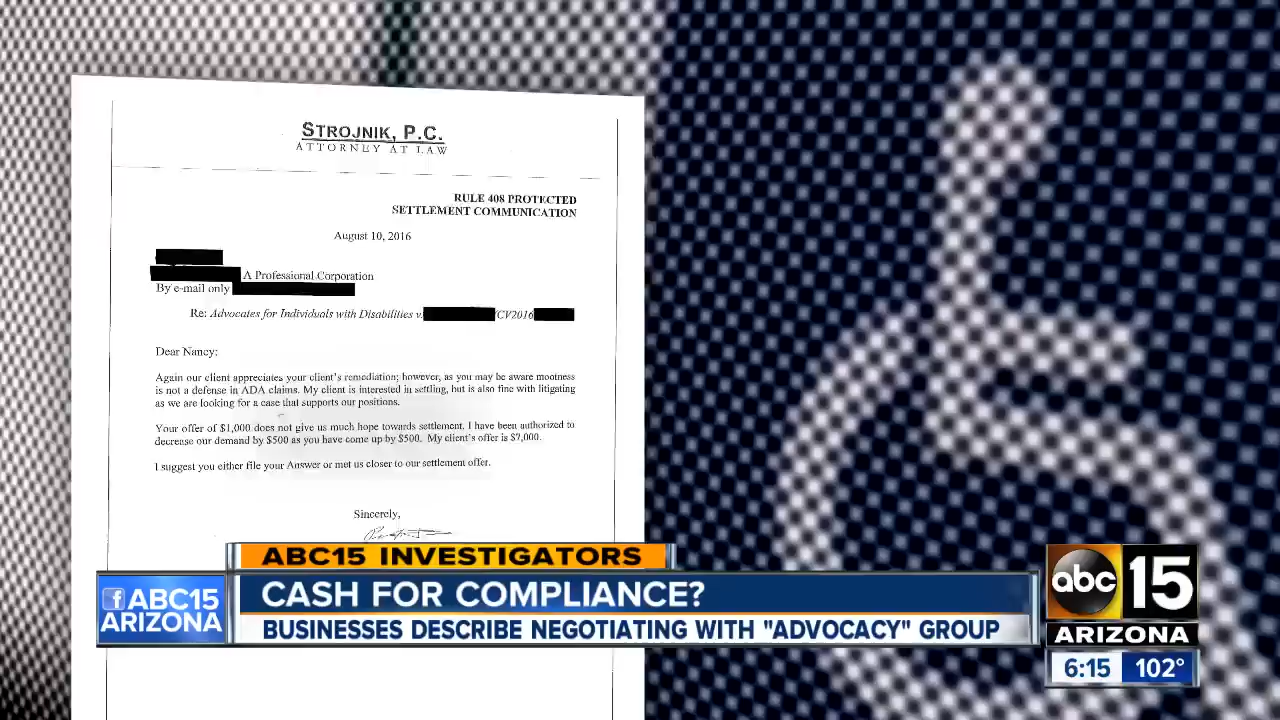 STROJNIK, P.C.
ATTORNEY AT LAW
RULE 408 PROTECTED
SETTLEMENT COMMUNICATION
August 10, 2016
A Professional Corporation
By e-mail only
Re: Advocates for Individuals with Disabilities v. CV2016
Dear Nancy:
Again our client appreciates your client's remediation; however, as you may be aware mootness
is not a defense in ADA claims. My client is interested in settling, but is also fine with litigating
as we are looking for a case that supports our positions.
Your offer of $1,000 does not give us much hope towards settlement. I have been authorized to
decrease our demand by $500 as you have come up by $500. My client's offer is $7,000.
I suggest you either file your Answer or met us closer to our settlement offer.
Sincerely,
ABC15 INVESTIGATORS
f ABC15
ARIZONA
CASH FOR COMPLIANCE?
BUSINESSES DESCRIBE NEGOTIATING WITH "ADVOCACY" GROUP
abc 15
ARIZONA
6:15 102°